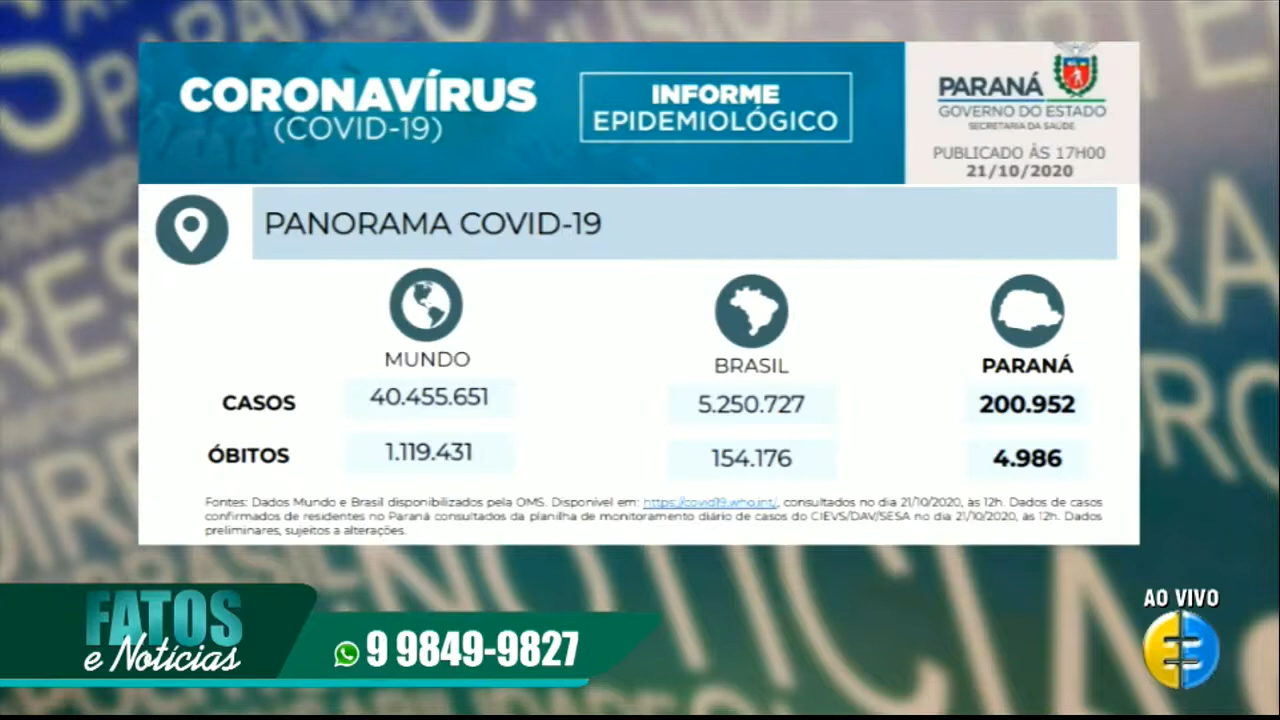 CORONAVÍRUS
(COVID-19)
INFORME
EPIDEMIOLÓGICO
PARANÁ
GOVERNO DO ESTADO
SECRETARIA DA SAÚDE
PUBLICADO ÀS 17H00
21/10/2020
PANORAMA COVID-19
MUNDO BRASIL PARANÁ
CASOS 40.455.651 5.250.727 200.952
ÓBITOS 1.119.431 154.176 4.986
Fontes: Dados Mundo e Brasil disponibilizados pela OMS. Disponível em: https://covid19.who.int/, consultados no dia 21/10/2020, às 12h. Dados de casos
confirmados de residentes no Paraná consultados da planilha de monitoramento diário de casos do CIEVS/DAV/SESA no dia 21/10/2020, às 12h. Dados
preliminares, sujeitos a alterações.
FATOS
e Notícias
9 9849-9827
AO VIVO